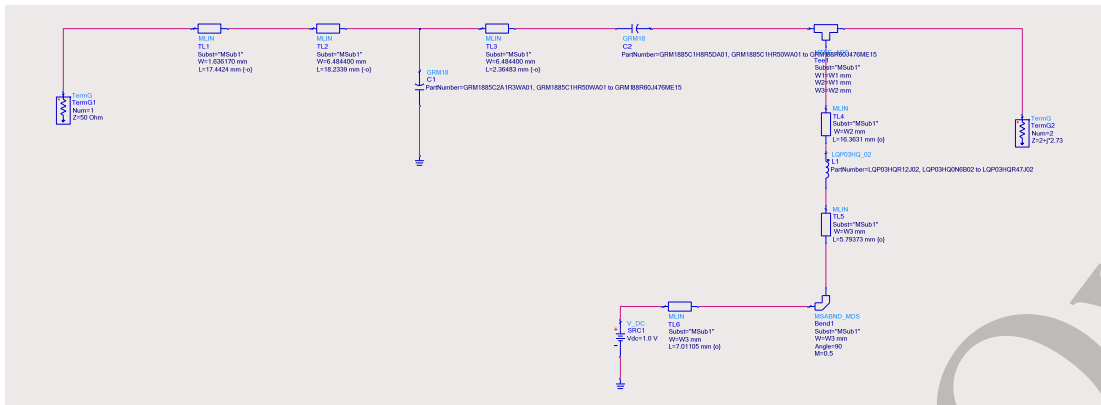 MLIN
TL1
Subst="MSub1"
W=1.636170 mm
L=17.4424 mm {-o}
MLIN
TL2
Subst="MSub1"
W=6.484400 mm
L=18.2339 mm {-o}
MLIN
TL3
Subst="MSub1"
W=6.484400 mm
L=2.36483 mm {-o}
GRM18
C2
PartNumber=GRM1885C1H8R5DA01, GRM1885C1HR50WA01 to GRM188R60J476ME15
Tee1
Subst="MSub1"
W1=W1 mm
W2=W1 mm
W3=W2 mm
GRM18
C1
PartNumber=GRM1885C2A1R3WA01, GRM1885C1HR50WA01 to GRM188R60J476ME15
+
TermG
TermG1
Num=1
Z=50 Ohm
MLIN
TL4
Subst="MSub1"
W=W2 mm
L=16.3631 mm {o}
+
TermG
TermG2
Num=2
Z=2+j*2.73
LQP03HQ_02
L1
PartNumber=LQP03HQR12J02, LQP03HQ0N6B02 to LQP03HQR47J02
MLIN
TL5
Subst="MSub1"
W=W3 mm
L=5.79373 mm {o}
MSABND_MDS
Bend1
Subst="MSub1"
W=W3 mm
Angle=90
M=0.5
MLIN
TL6
Subst="MSub1"
W=W3 mm
L=7.01105 mm {o}
+
-
V_DC
SRC1
Vdc=1.0 V